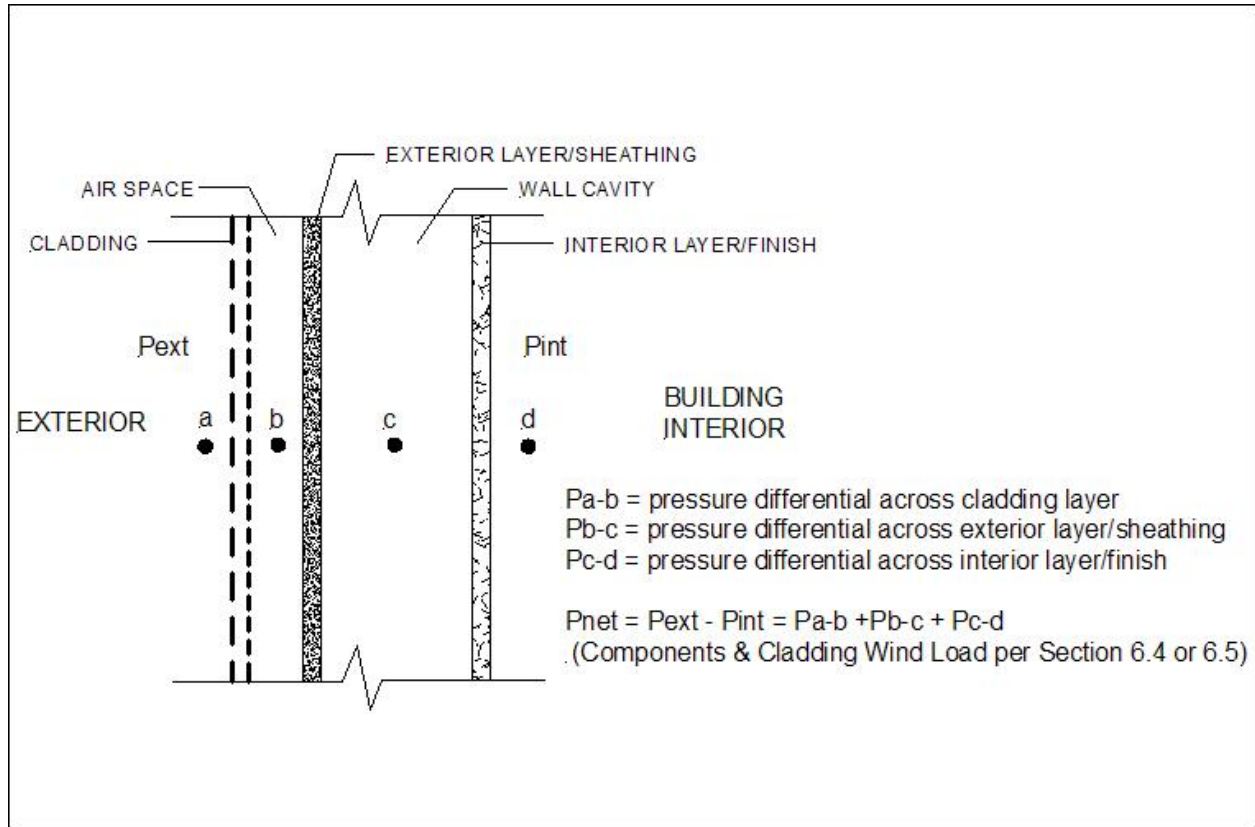 EXTERIOR LAYER/SHEATHING
AIR SPACE
WALL CAVITY
CLADDING
INTERIOR LAYER/FINISH
Pext
Pint
EXTERIOR
a
b
c
d
BUILDING
INTERIOR
Pa-b = pressure differential across cladding layer
Pb-c = pressure differential across exterior layer/sheathing
Pc-d = pressure differential across interior layer/finish
Pnet = Pext - Pint = Pa-b +Pb-c + Pc-d
(Components & Cladding Wind Load per Section 6.4 or 6.5)